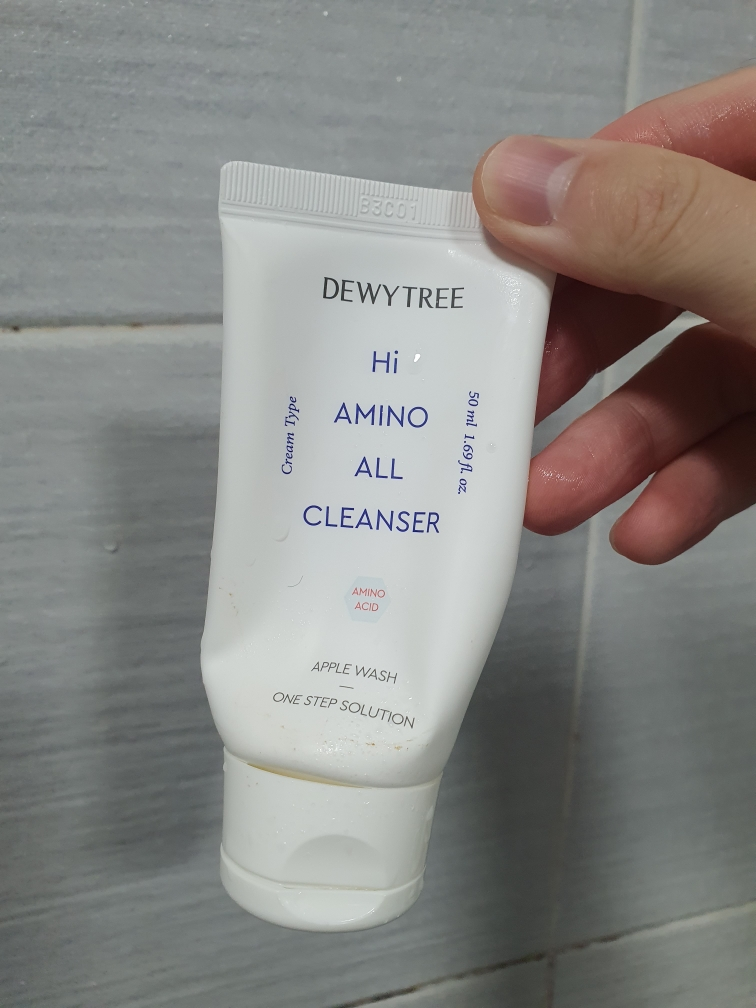 83C01
DEWYTREE
Hi
AMINO
ALL
CLEANSER
Cream Type
50 ml 1.69 fl. oz.
AMINO
ACID
APPLE WASH
ONE STEP SOLUTION